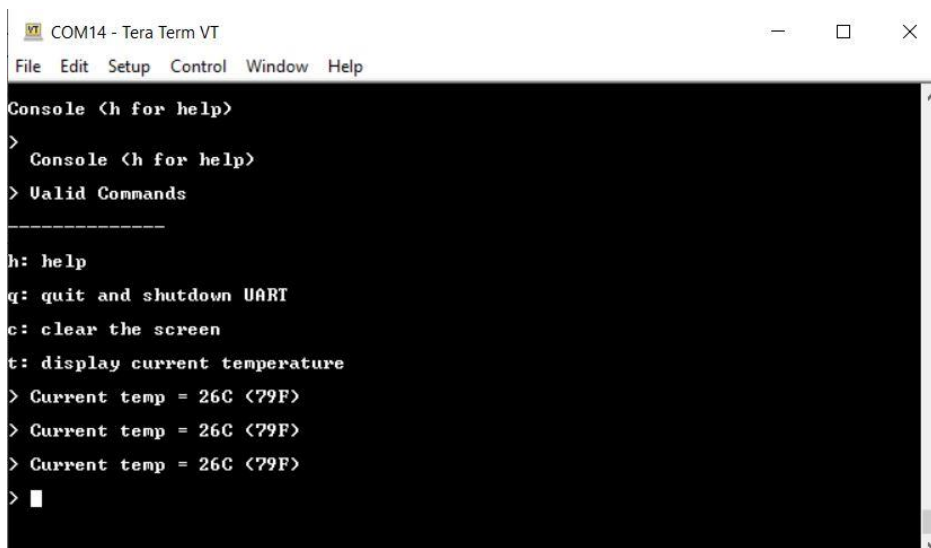 VT COM14 - Tera Term VT
File Edit Setup Control Window Help
Console (h for help)
>
Console (h for help)
> Valid Commands
--------------
h: help
q: quit and shutdown UART
c: clear the screen
t: display current temperature
> Current temp = 26C (79F)
> Current temp = 26C (79F)
> Current temp = 26C (79F)
>